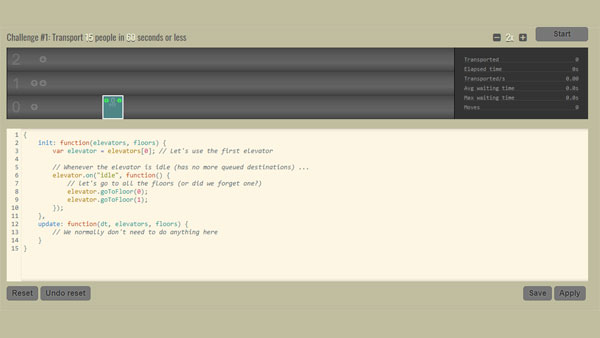 Challenge #1: Transport 15 people in 60 seconds or less
2x
Start
2
1
0
Transported 0
Elapsed time 0s
Transported/s 0.00
Avg waiting time 0.0s
Max waiting time 0.0s
Moves 0
1 {
2 init: function(elevators, floors) {
3 var elevator = elevators[0]; // Let's use the first elevator
4
5 // Whenever the elevator is idle (has no more queued destinations) ...
6 elevator.on("idle", function() {
7 // Let's go to all the floors (or did we forget one?)
8 elevator.goToFloor(0);
9 elevator.goToFloor(1);
10 });
11 },
12 update: function(dt, elevators, floors) {
13 // We normally don't need to do anything here
14 }
15 }
Reset
Undo reset
Save
Apply